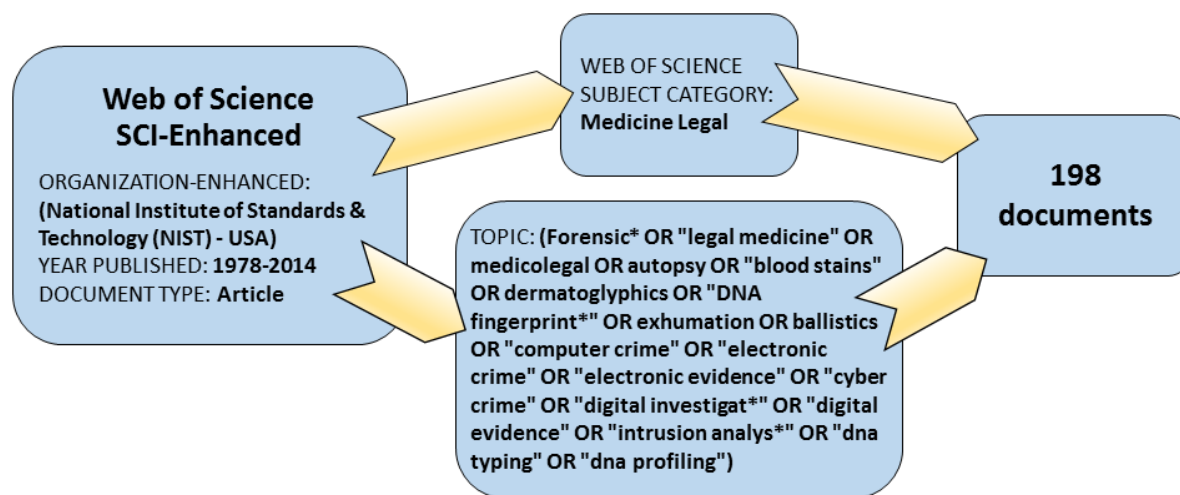 Web of Science
SCI-Enhanced
ORGANIZATION-ENHANCED:
(National Institute of Standards &
Technology (NIST) - USA)
YEAR PUBLISHED: 1978-2014
DOCUMENT TYPE: Article
WEB OF SCIENCE
SUBJECT CATEGORY:
Medicine Legal
TOPIC: (Forensic* OR "legal medicine" OR
medicolegal OR autopsy OR "blood stains"
OR dermatoglyphics OR "DNA
fingerprint*" OR exhumation OR ballistics
OR "computer crime" OR "electronic
crime" OR "electronic evidence" OR "cyber
crime" OR "digital investigat*" OR "digital
evidence" OR "intrusion analys*" OR "dna
typing" OR "dna profiling")
198
documents